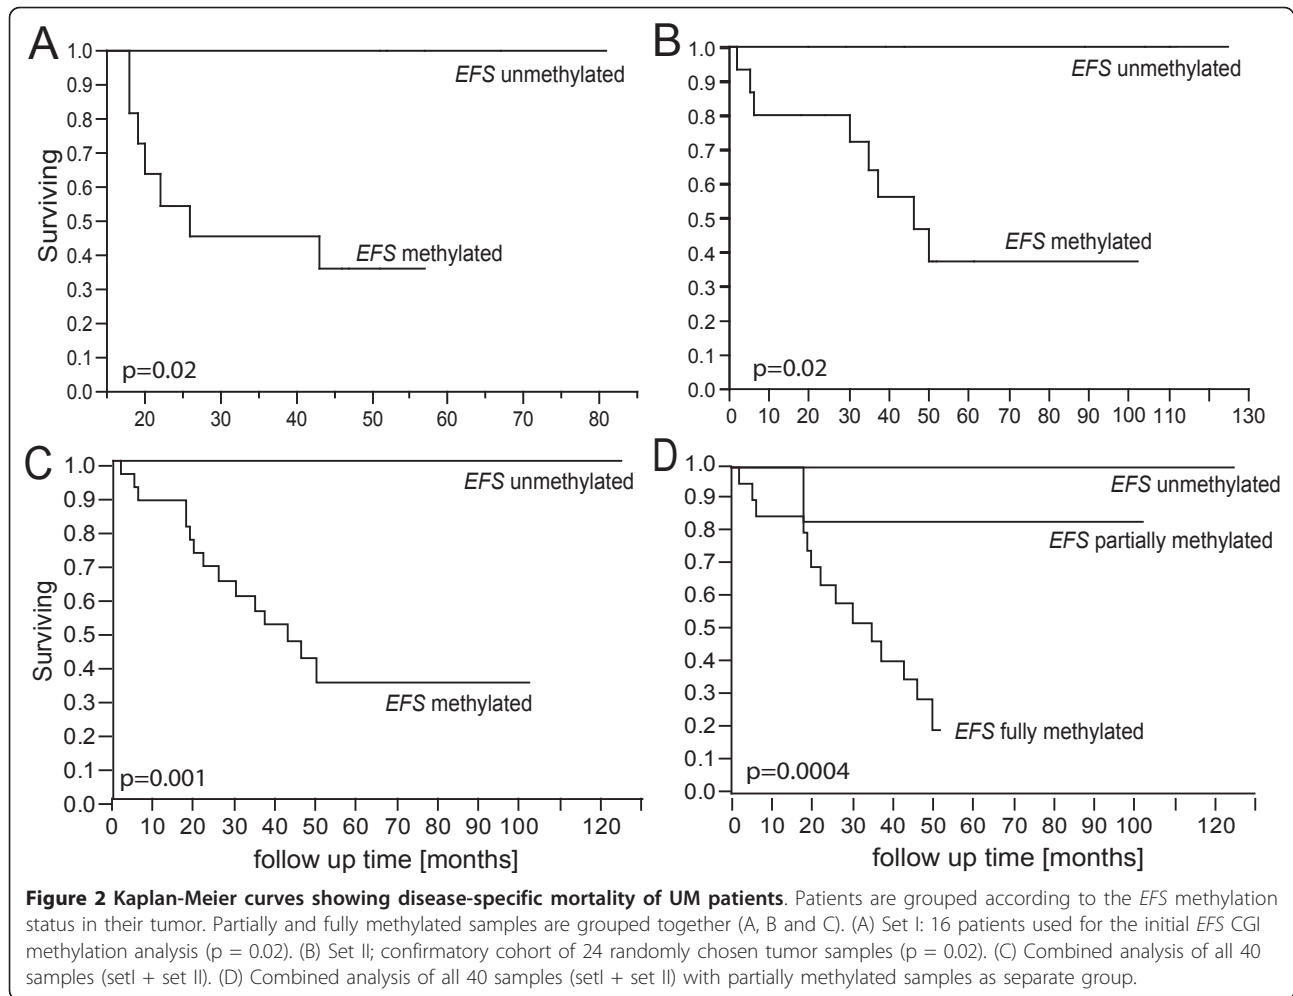 A
1.0
0.9
0.8
0.7
0.6
0.5
0.4
0.3
0.2
0.1
0.0
Surviving
EFS unmethylated
EFS methylated
p=0.02
20 30 40 50 60 70 80
B
1.0
0.9
0.8
0.7
0.6
0.5
0.4
0.3
0.2
0.1
0.0
EFS unmethylated
EFS methylated
p=0.02
0 10 20 30 40 50 60 70 80 90 100 110 130
C
1.0
0.9
0.8
0.7
0.6
0.5
0.4
0.3
0.2
0.1
0.0
Surviving
EFS unmethylated
EFS methylated
p=0.001
0 10 20 30 40 50 60 70 80 100 120
follow up time [months]
D
1.0
0.9
0.8
0.7
0.6
0.5
0.4
0.3
0.2
0.1
0.0
EFS unmethylated
EFS partially methylated
EFS fully methylated
p=0.0004
0 10 20 30 40 50 60 70 80 100 120
follow up time [months]
Figure 2 Kaplan-Meier curves showing disease-specific mortality of UM patients. Patients are grouped according to the EFS methylation
status in their tumor. Partially and fully methylated samples are grouped together (A, B and C). (A) Set I: 16 patients used for the initial EFS CGI
methylation analysis (p = 0.02). (B) Set II; confirmatory cohort of 24 randomly chosen tumor samples (p = 0.02). (C) Combined analysis of all 40
samples (setI + set II). (D) Combined analysis of all 40 samples (setI + set II) with partially methylated samples as separate group.